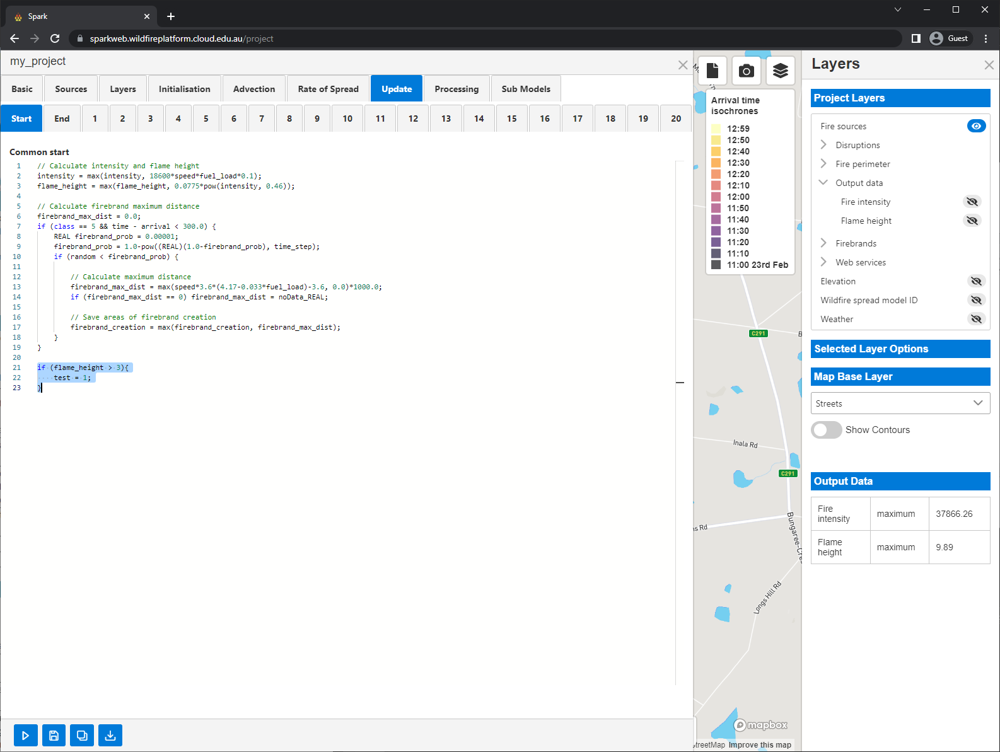 Spark
sparkweb.wildfireplatform.cloud.edu.au/project
Guest
my_project
Basic
Sources
Layers
Initialisation
Advection
Rate of Spread
Update
Processing
Sub Models
Start
End
1
2
3
4
5
6
7
8
9
10
11
12
13
14
15
16
17
18
19
20
Common start
1 // Calculate intensity and flame height
2 intensity = max(intensity, 18600*speed*fuel_load*0.1);
3 flame_height = max(flame_height, 0.0775*pow(intensity, 0.46));
4
5 // Calculate firebrand maximum distance
6 firebrand_max_dist = 0.0;
7 if (class == 5 && time - arrival < 300.0) {
8 REAL firebrand_prob = 0.00001;
9 firebrand_prob = 1.0-pow((REAL)(1.0-firebrand_prob), time_step);
10 if (random < firebrand_prob) {
11
12 // Calculate maximum distance
13 firebrand_max_dist = max(speed*3.6*(4.17-0.033*fuel_load)-3.6, 0.0)*1000.0;
14 if (firebrand_max_dist == 0) firebrand_max_dist = noData_REAL;
15
16 // Save areas of firebrand creation
17 firebrand_creation = max(firebrand_creation, firebrand_max_dist);
18 }
19 }
20
21 if (flame_height > 3){
22 test = 1;
23 }
Arrival time
isochrones
12:59
12:50
12:40
12:30
12:20
12:10
12:00
11:50
11:40
11:30
11:20
11:10
11:00 23rd Feb
C291
Inala Rd
C291
ns Rd
Bungaree-Cres
Longs Hill Rd
mapbox
StreetMap Improve this map
Layers
Project Layers
Fire sources
Disruptions
Fire perimeter
Output data
Fire intensity
Flame height
Firebrands
Web services
Elevation
Wildfire spread model ID
Weather
Selected Layer Options
Map Base Layer
Streets
Show Contours
Output Data
Fire intensity maximum 37866.26
Flame height maximum 9.89